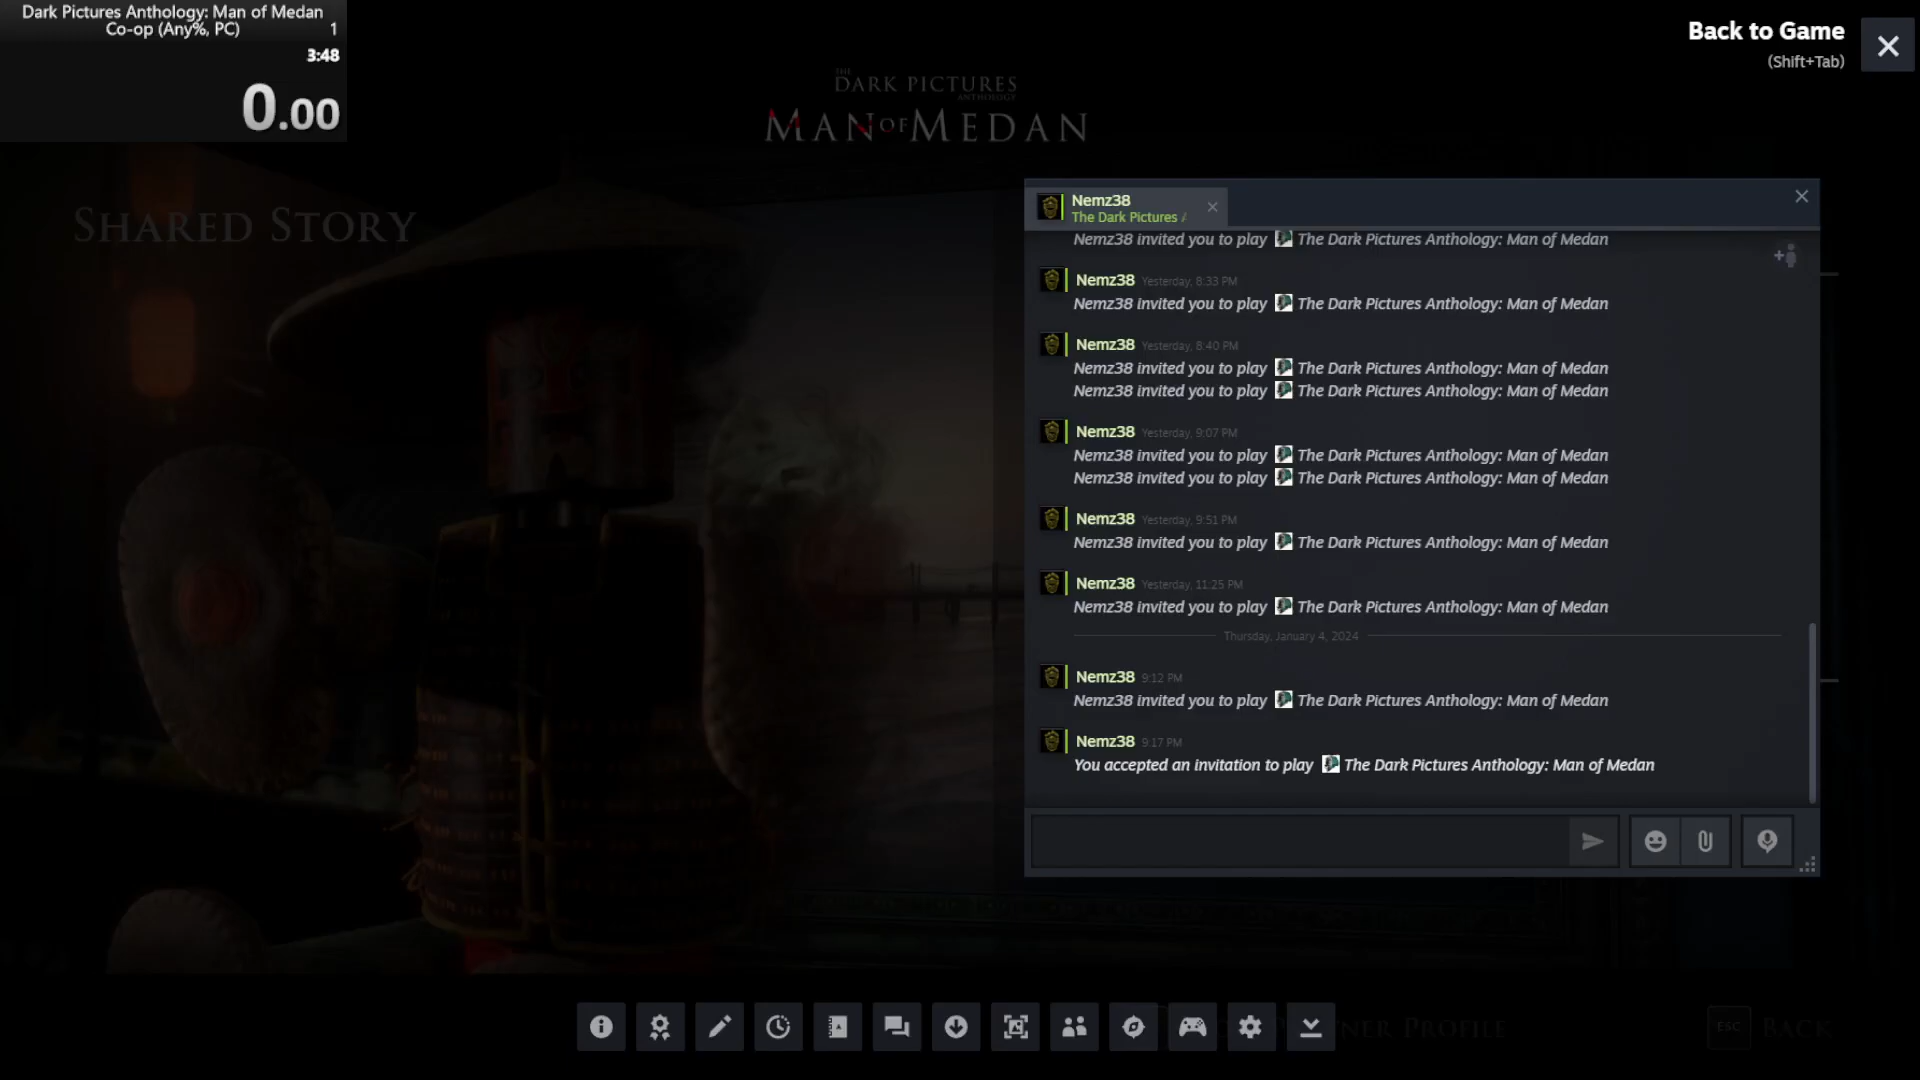 Dark Pictures Anthology: Man of Medan
Co-op (Any%, PC) 1
3:48
0.00
Back to Game
(Shift+Tab)
THE
DARK PICTURES
ANTHOLOGY
MAN OF MEDAN
SHARED STORY
Nemz38
The Dark Pictures
Nemz38 invited you to play The Dark Pictures Anthology: Man of Medan
Nemz38 Yesterday, 8:33 PM
Nemz38 invited you to play The Dark Pictures Anthology: Man of Medan
Nemz38 Yesterday, 8:40 PM
Nemz38 invited you to play The Dark Pictures Anthology: Man of Medan
Nemz38 invited you to play The Dark Pictures Anthology: Man of Medan
Nemz38 Yesterday, 9:07 PM
Nemz38 invited you to play The Dark Pictures Anthology: Man of Medan
Nemz38 invited you to play The Dark Pictures Anthology: Man of Medan
Nemz38 Yesterday, 9:51 PM
Nemz38 invited you to play The Dark Pictures Anthology: Man of Medan
Nemz38 Yesterday, 11:25 PM
Nemz38 invited you to play The Dark Pictures Anthology: Man of Medan
Thursday, January 4, 2024
Nemz38 9:12 PM
Nemz38 invited you to play The Dark Pictures Anthology: Man of Medan
Nemz38 9:17 PM
You accepted an invitation to play The Dark Pictures Anthology: Man of Medan
PROFILE
ESC BACK